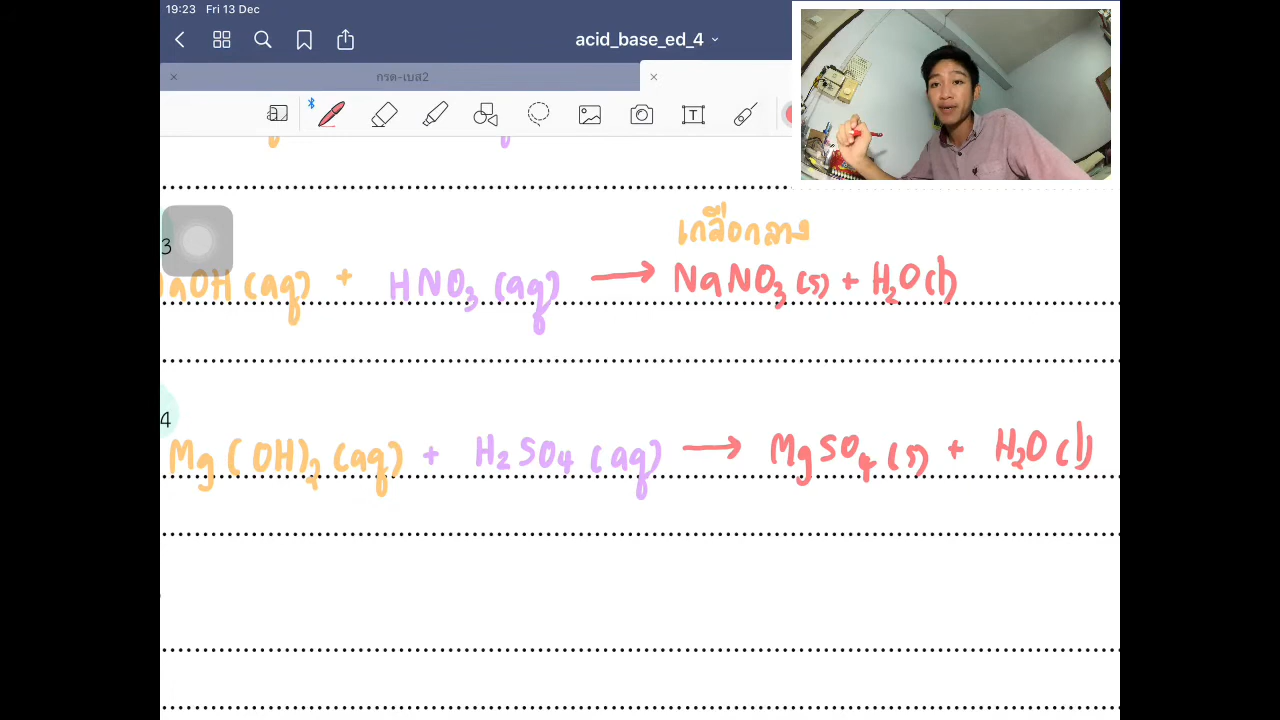 19:23 Fri 13 Dec
acid_base_ed_4
กรด-เบส2
T
เกลือกลาง
3
aOH (aq) + HNO₃ (aq) → NaNO₃ (s) + H₂O (l)
4
Mg(OH)₂ (aq) + H₂SO₄ (aq) → MgSO₄ (s) + H₂O (l)